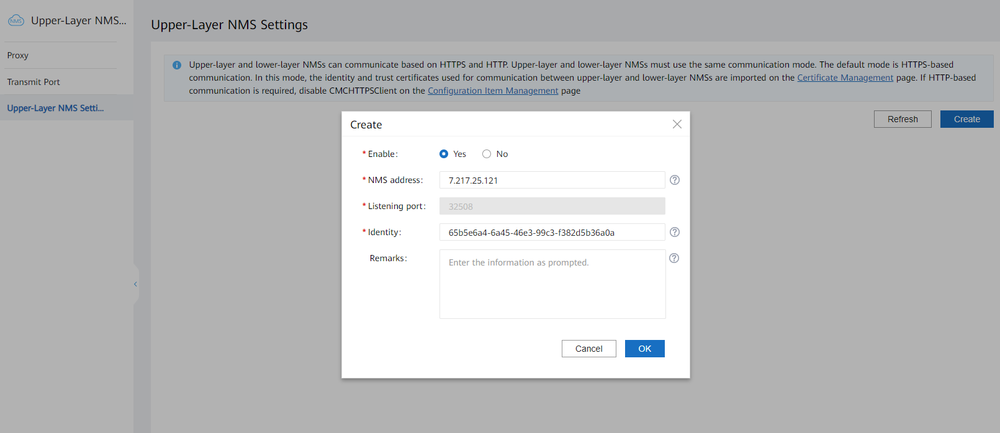 NMS
Upper-Layer NMS...
Proxy
Transmit Port
Upper-Layer NMS Setti...
Upper-Layer NMS Settings
Upper-layer and lower-layer NMSs can communicate based on HTTPS and HTTP. Upper-layer and lower-layer NMSs must use the same communication mode. The default mode is HTTPS-based
communication. In this mode, the identity and trust certificates used for communication between upper-layer and lower-layer NMSs are imported on the Certificate Management page. If HTTP-based
communication is required, disable CMCHTTPSClient on the Configuration Item Management page
Refresh
Create
Create
* Enable:
Yes
No
* NMS address:
7.217.25.121
* Listening port:
32508
* Identity:
65b5e6a4-6a45-46e3-99c3-f382d5b36a0a
Remarks:
Enter the information as prompted.
Cancel
OK